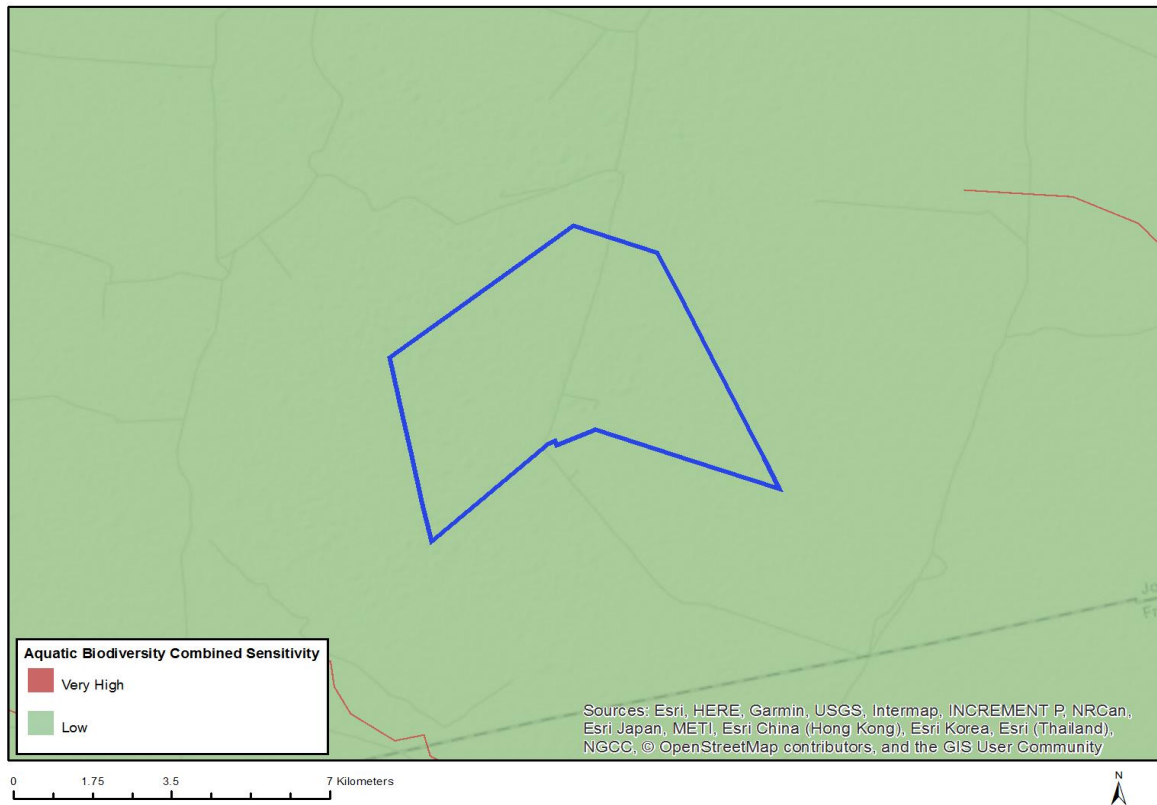 Jo
Fa
Aquatic Biodiversity Combined Sensitivity
Very High
Low
Sources: Esri, HERE, Garmin, USGS, Intermap, INCREMENT P, NRCan,
Esri Japan, METI, Esri China (Hong Kong), Esri Korea, Esri (Thailand),
NGCC, © OpenStreetMap contributors, and the GIS User Community
0 1.75 3.5 7 Kilometers
N